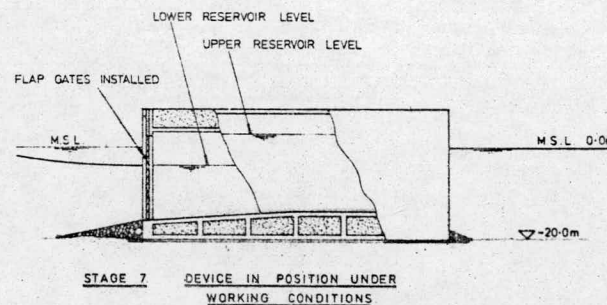 LOWER RESERVOIR LEVEL
UPPER RESERVOIR LEVEL
FLAP GATES INSTALLED
M.S.L.
M.S.L. 0.0
-20.0m
STAGE 7. DEVICE IN POSITION UNDER
WORKING CONDITIONS.